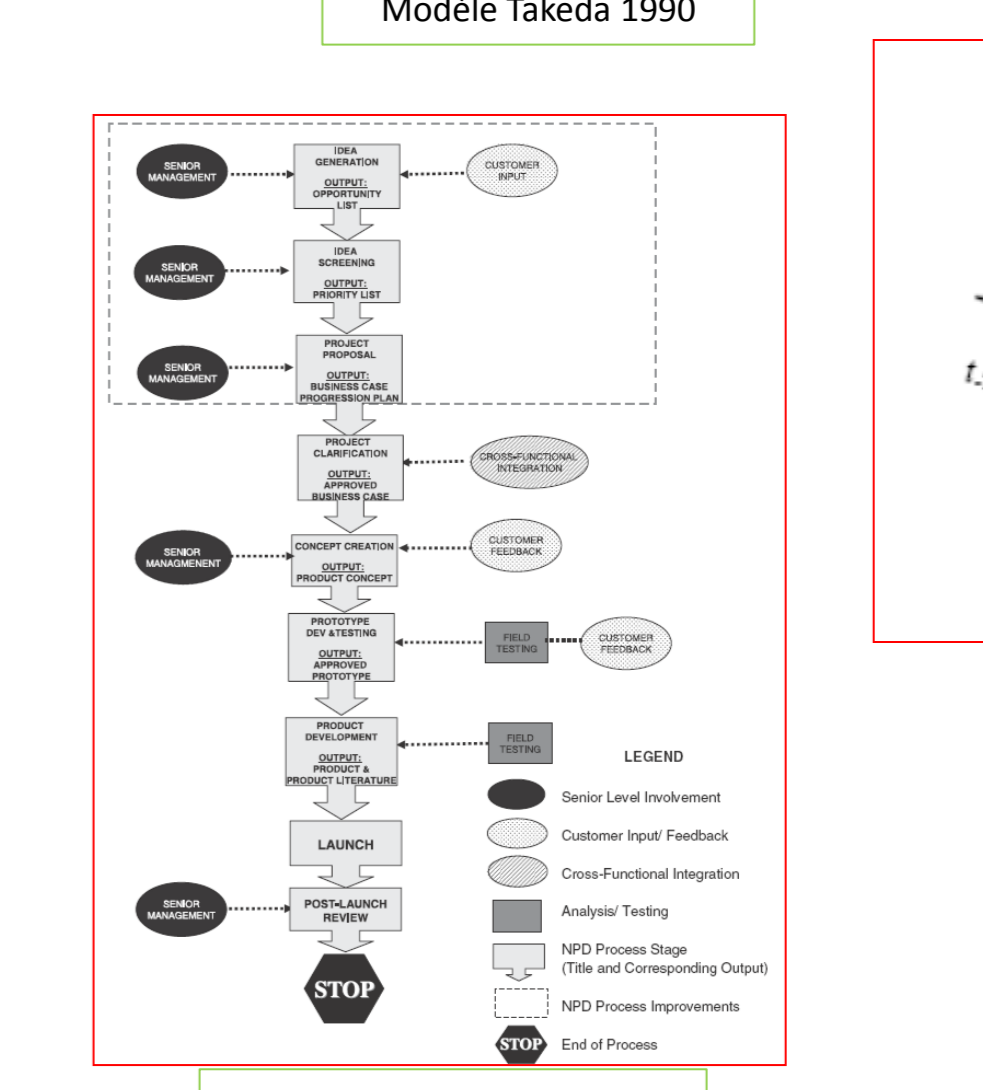 Modèle Takeda 1990
SENIOR
MANAGEMENT
IDEA
GENERATION
OUTPUT:
OPPORTUNITY
LIST
CUSTOMER
INPUT
SENIOR
MANAGEMENT
IDEA
SCREENING
OUTPUT:
PRIORITY LIST
SENIOR
MANAGEMENT
PROJECT
PROPOSAL
OUTPUT:
BUSINESS CASE
PROGRESSION PLAN
PROJECT
CLARIFICATION
OUTPUT:
APPROVED
BUSINESS CASE
CROSS-FUNCTIONAL
INTEGRATION
SENIOR
MANAGMENENT
CONCEPT CREATION
OUTPUT:
PRODUCT CONCEPT
CUSTOMER
FEEDBACK
PROTOTYPE
DEV &TESTING
OUTPUT:
APPROVED
PROTOTYPE
FIELD
TESTING
CUSTOMER
FEEDBACK
PRODUCT
DEVELOPMENT
OUTPUT:
PRODUCT &
PRODUCT LITERATURE
FIELD
TESTING
LAUNCH
SENIOR
MANAGEMENT
POST-LAUNCH
REVIEW
STOP
LEGEND
Senior Level Involvement
Customer Input/ Feedback
Cross-Functional Integration
Analysis/ Testing
NPD Process Stage
(Title and Corresponding Output)
NPD Process Improvements
STOP End of Process